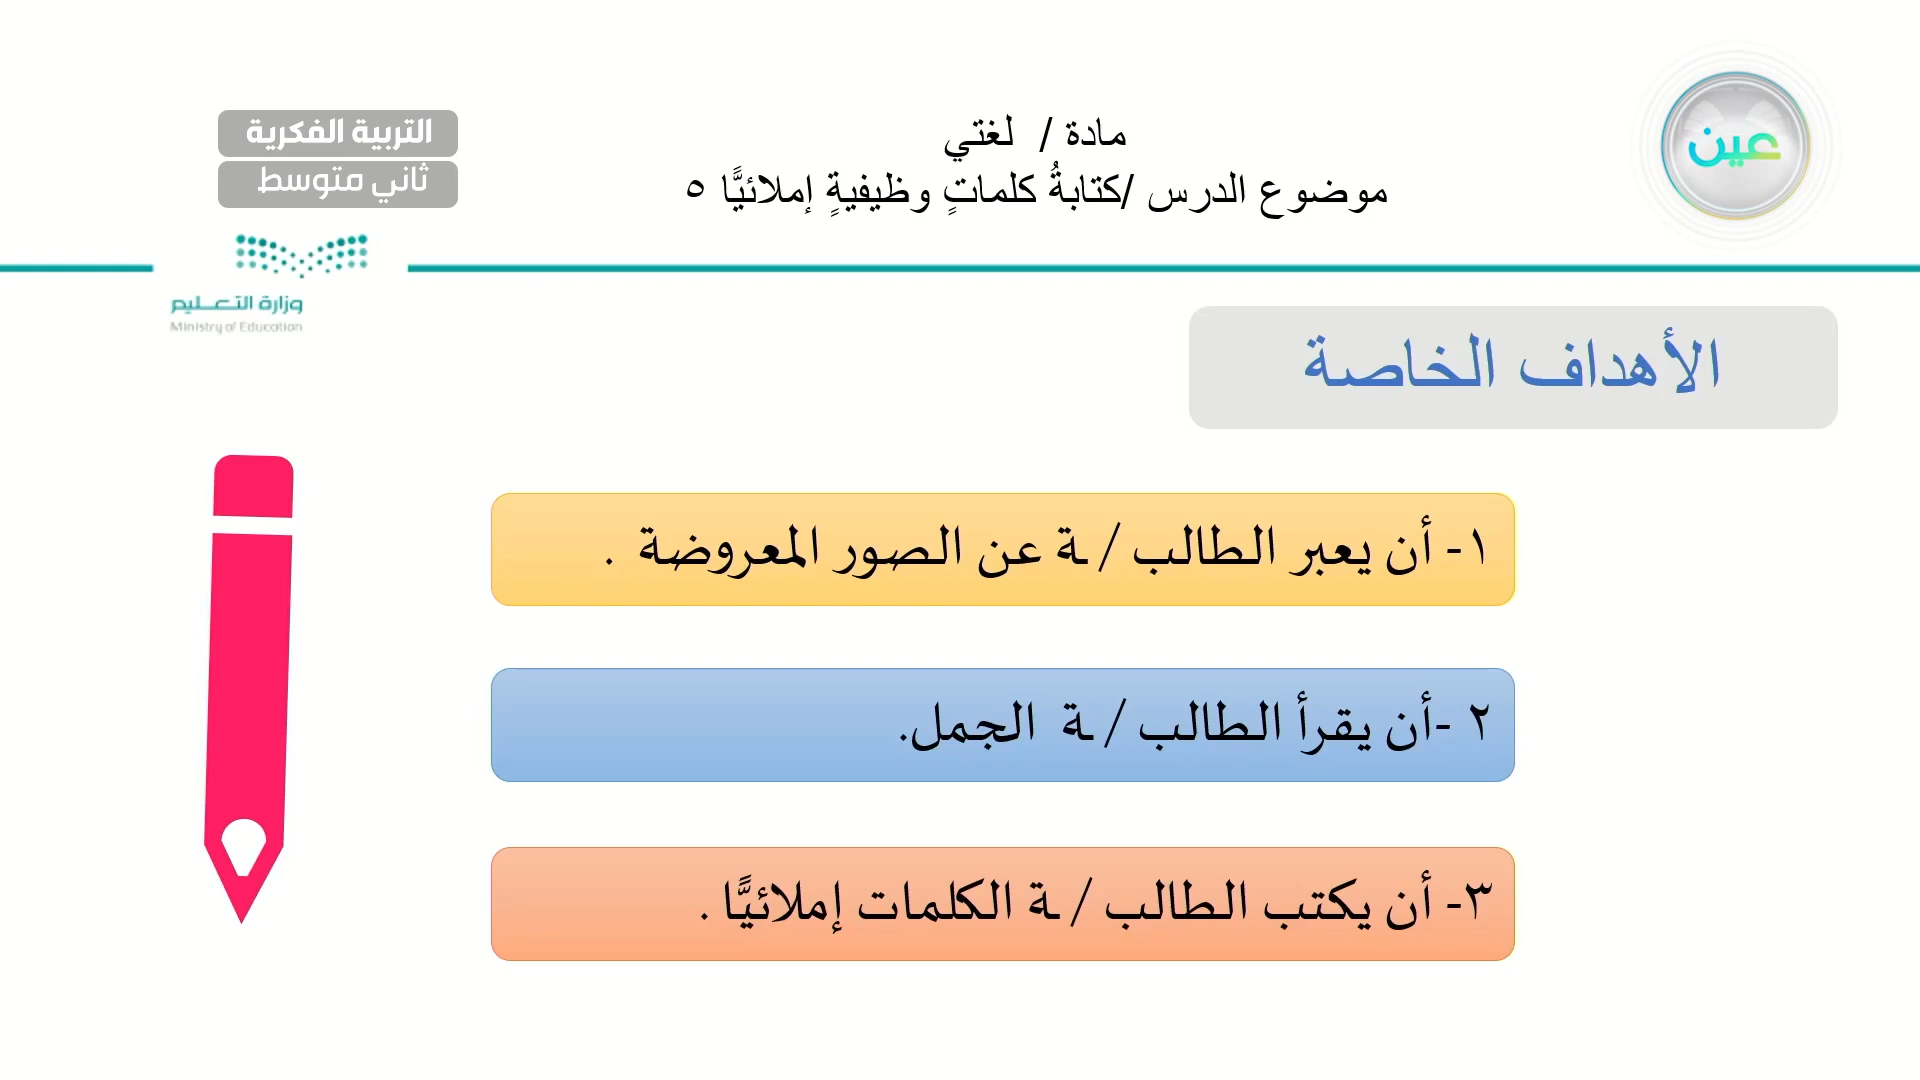 عين
مادة / لغتي
موضوع الدرس /كتابةُ كلماتٍ وظيفيةٍ إملائيًّا ٥
التربية الفكرية
ثاني متوسط
وزارة التعليم
Ministry of Education
الأهداف الخاصة
١- أن يعبر الطالب / ـة عن الصور المعروضة .
٢ -أن يقرأ الطالب / ـة الجمل.
٣- أن يكتب الطالب / ـة الكلمات إملائيًّا .